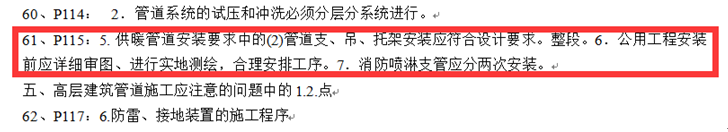 60、P114： 2．管道系统的试压和冲洗必须分层分系统进行。
61、P115：5. 供暖管道安装要求中的(2)管道支、吊、托架安装应符合设计要求。整段。6．公用工程安装
前应详细审图、进行实地测绘，合理安排工序。7．消防喷淋支管应分两次安装。
五、高层建筑管道施工应注意的问题中的 1.2.点
62、P117：6.防雷、接地装置的施工程序